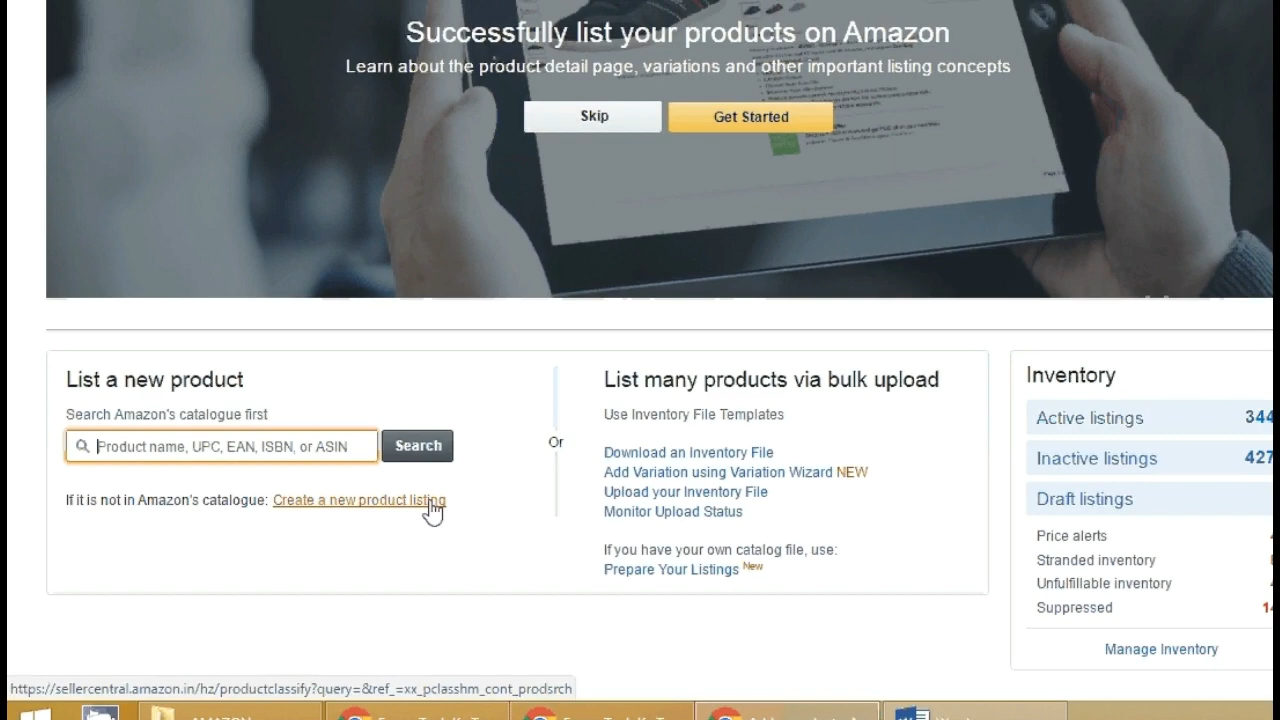 Successfully list your products on Amazon
Learn about the product detail page, variations and other important listing concepts
Skip
Get Started
List a new product
Search Amazon's catalogue first
Product name, UPC, EAN, ISBN, or ASIN
Search
If it is not in Amazon's catalogue: Create a new product listing
Or
List many products via bulk upload
Use Inventory File Templates
Download an Inventory File
Add Variation using Variation Wizard NEW
Upload your Inventory File
Monitor Upload Status
If you have your own catalog file, use:
Prepare Your Listings New
Inventory
Active listings 344
Inactive listings 427
Draft listings
Price alerts
Stranded inventory
Unfulfillable inventory
Suppressed 14
Manage Inventory
https://sellercentral.amazon.in/hz/productclassify?query=&ref_=xx_pclasshm_cont_prodsrch